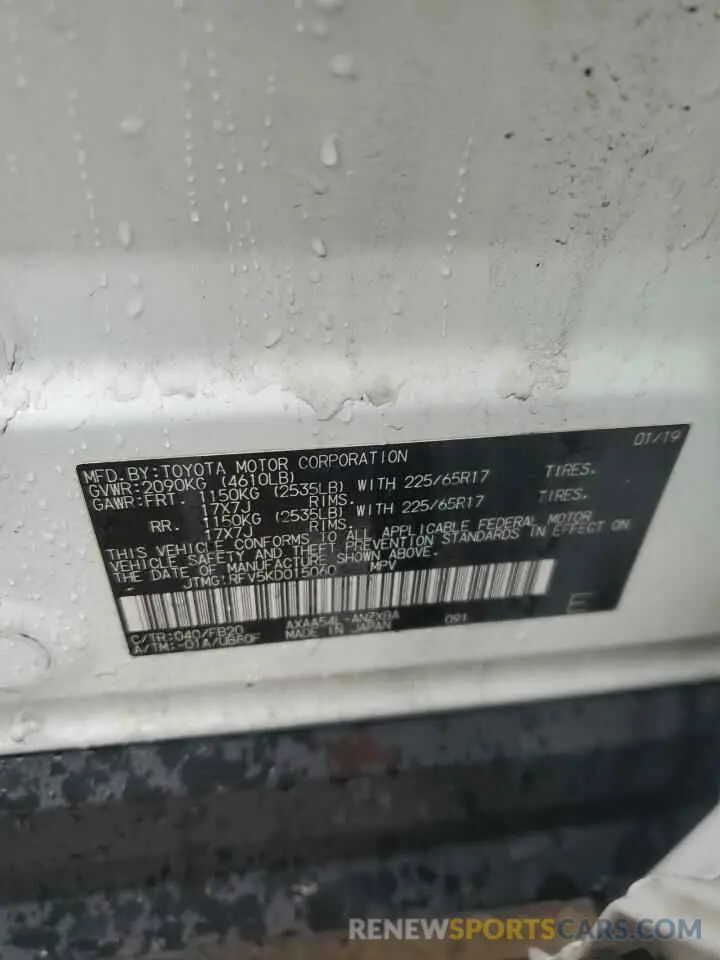 MFD.BY:TOYOTA MOTOR CORPORATION 01/19
GVWR:2090KG (4610LB)
GAWR:FRT. 1150KG (2535LB) WITH 225/65R17 TIRES.
17X7J RIMS.
RR. 1150KG (2535LB) WITH 225/65R17 TIRES.
17X7J RIMS.
THIS VEHICLE CONFORMS TO ALL APPLICABLE FEDERAL MOTOR
VEHICLE SAFETY AND THEFT PREVENTION STANDARDS IN EFFECT ON
THE DATE OF MANUFACTURE SHOWN ABOVE.
MPV
C/TR:040/FB20 AXAA54L-ANZXBA 091 E
A/TM:-01A/UB80F MADE IN JAPAN
RENEWSPORTSCARS.COM